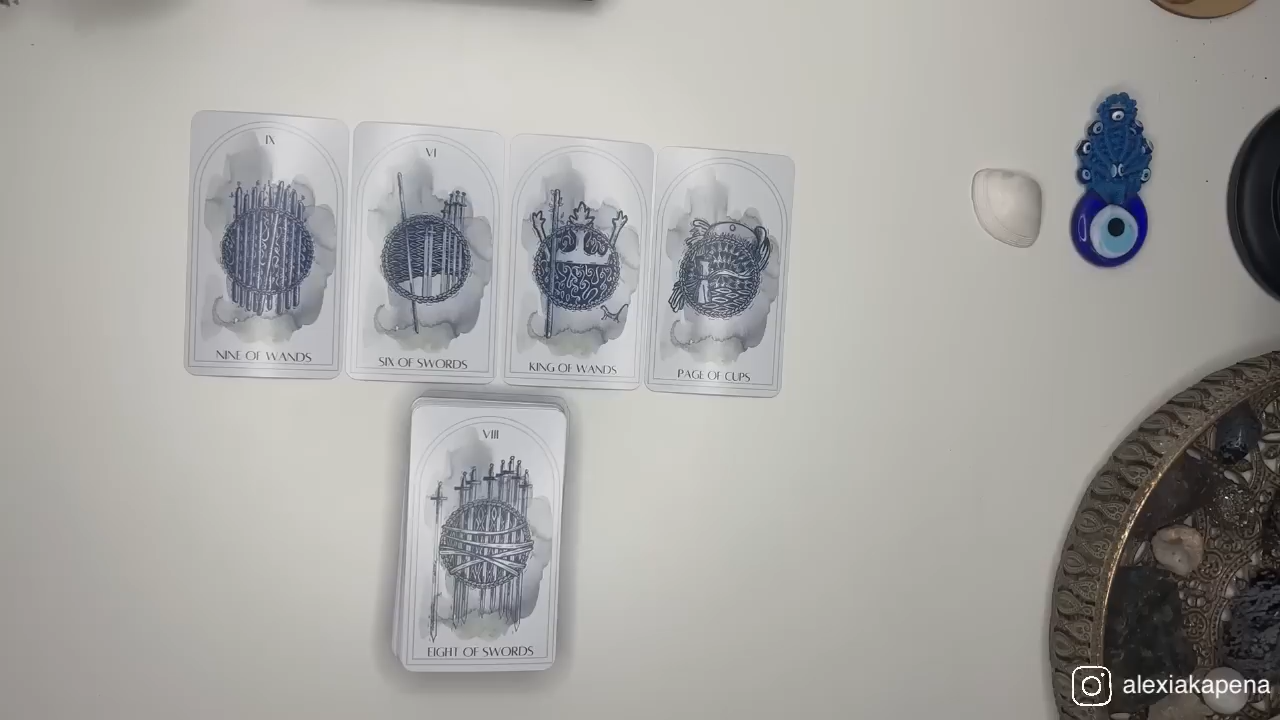 IX
NINE OF WANDS
VI
SIX OF SWORDS
KING OF WANDS
PAGE OF CUPS
VIII
EIGHT OF SWORDS
alexiakapena